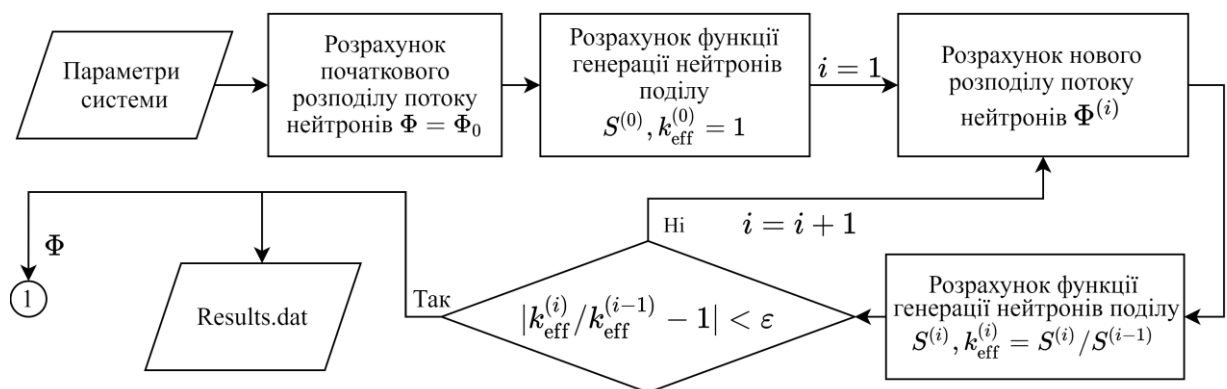 Параметри
системи
Розрахунок
початкового
розподілу потоку
нейтронів Φ = Φ₀
Розрахунок функції
генерації нейтронів
поділу
S⁽⁰⁾, k_eff⁽⁰⁾ = 1
i = 1
Розрахунок нового
розподілу потоку
нейтронів Φ⁽ⁱ⁾
Розрахунок функції
генерації нейтронів поділу
S⁽ⁱ⁾, k_eff⁽ⁱ⁾ = S⁽ⁱ⁾/S⁽ⁱ⁻¹⁾
|k_eff⁽ⁱ⁾/k_eff⁽ⁱ⁻¹⁾ − 1| < ε
Ні
i = i + 1
Так
Results.dat
Φ
1